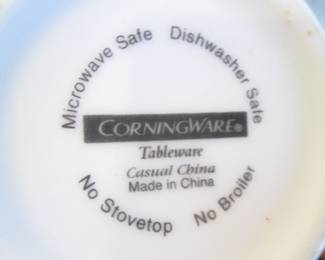 Microwave Safe Dishwasher Safe
CORNINGWARE®
Tableware
Casual China
Made in China
No Stovetop No Broiler